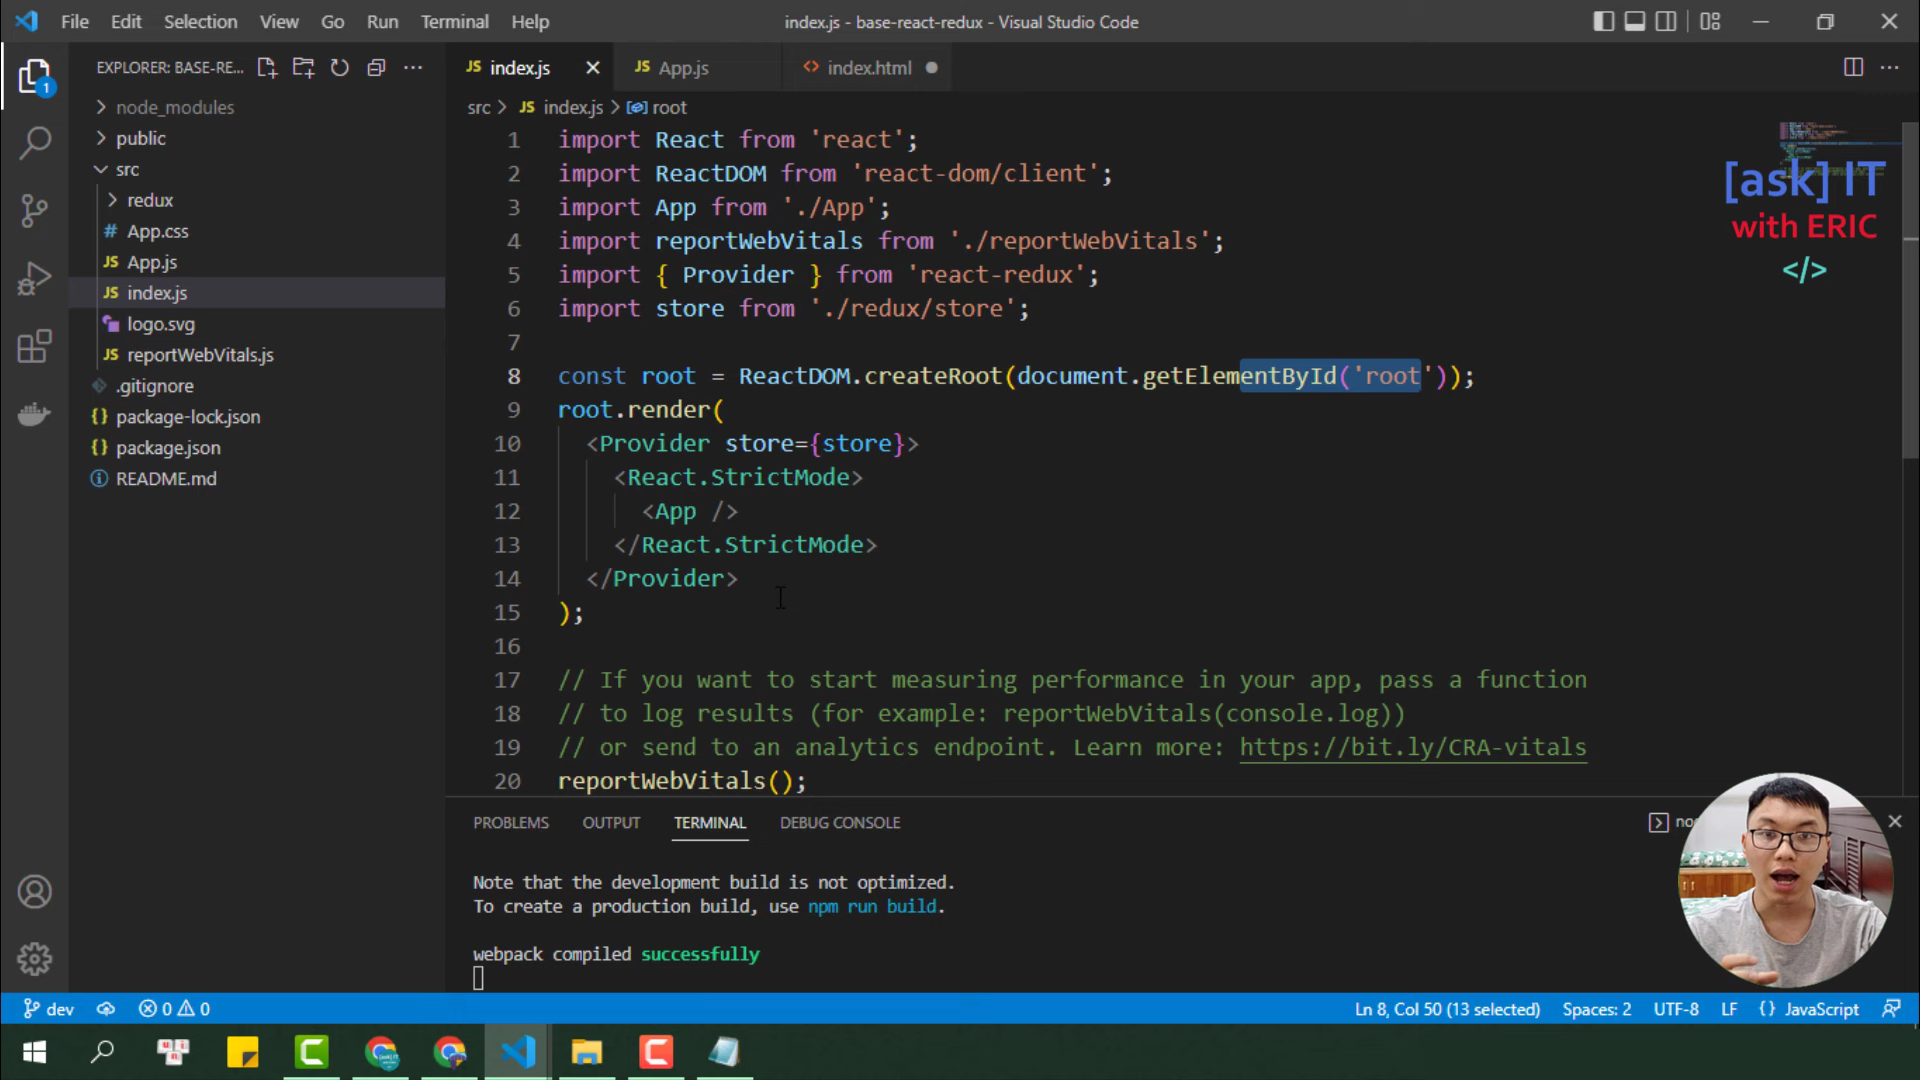 File Edit Selection View Go Run Terminal Help
index.js - base-react-redux - Visual Studio Code
EXPLORER: BASE-RE...
1
node_modules
public
src
redux
# App.css
JS App.js
JS index.js
logo.svg
JS reportWebVitals.js
.gitignore
{} package-lock.json
{} package.json
README.md
JS index.js
JS App.js
<> index.html
src > JS index.js > root
1 import React from 'react';
2 import ReactDOM from 'react-dom/client';
3 import App from './App';
4 import reportWebVitals from './reportWebVitals';
5 import { Provider } from 'react-redux';
6 import store from './redux/store';
7
8 const root = ReactDOM.createRoot(document.getElementById('root'));
9 root.render(
10 <Provider store={store}>
11 <React.StrictMode>
12 <App />
13 </React.StrictMode>
14 </Provider>
15 );
16
17 // If you want to start measuring performance in your app, pass a function
18 // to log results (for example: reportWebVitals(console.log))
19 // or send to an analytics endpoint. Learn more: https://bit.ly/CRA-vitals
20 reportWebVitals();
[ask] IT
with ERIC
</>
PROBLEMS OUTPUT TERMINAL DEBUG CONSOLE
Note that the development build is not optimized.
To create a production build, use npm run build.
webpack compiled successfully
dev 0 0 Ln 8, Col 50 (13 selected) Spaces: 2 UTF-8 LF {} JavaScript